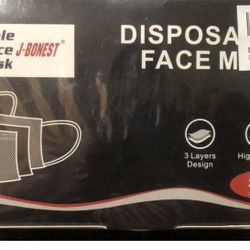 ble
ce J-BONEST®
sk
DISPOSA
FACE M
3 Layers
Design
Hig
S